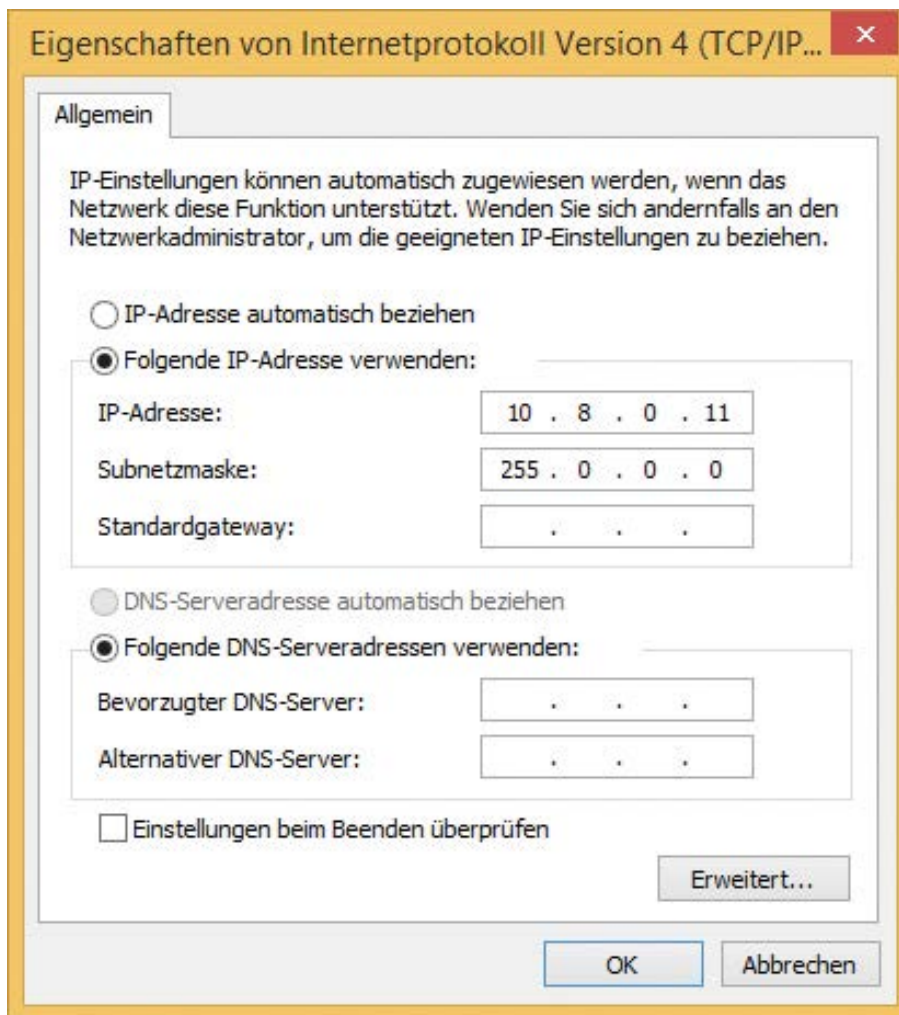 Eigenschaften von Internetprotokoll Version 4 (TCP/IP...
x
Allgemein
IP-Einstellungen können automatisch zugewiesen werden, wenn das
Netzwerk diese Funktion unterstützt. Wenden Sie sich andernfalls an den
Netzwerkadministrator, um die geeigneten IP-Einstellungen zu beziehen.
IP-Adresse automatisch beziehen
Folgende IP-Adresse verwenden:
IP-Adresse: 10 . 8 . 0 . 11
Subnetzmaske: 255 . 0 . 0 . 0
Standardgateway: . . .
DNS-Serveradresse automatisch beziehen
Folgende DNS-Serveradressen verwenden:
Bevorzugter DNS-Server: . . .
Alternativer DNS-Server: . . .
Einstellungen beim Beenden überprüfen
Erweitert...
OK Abbrechen